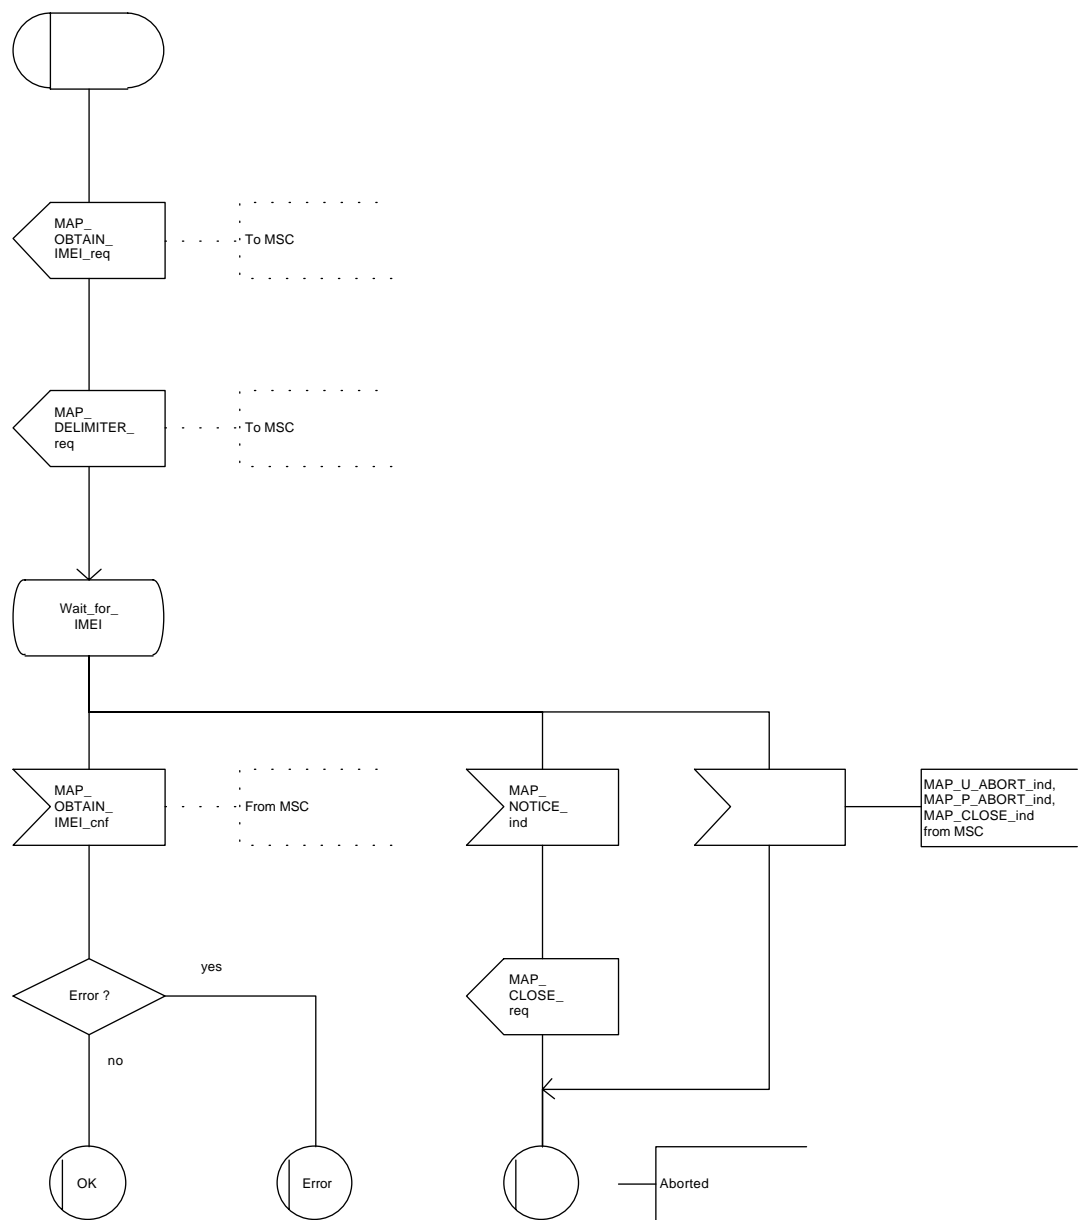 MAP_
OBTAIN_
IMEI_req
To MSC
MAP_
DELIMITER_
req
To MSC
Wait_for_
IMEI
MAP_
OBTAIN_
IMEI_cnf
From MSC
MAP_
NOTICE_
ind
MAP_U_ABORT_ind,
MAP_P_ABORT_ind,
MAP_CLOSE_ind
from MSC
Error ?
yes
no
MAP_
CLOSE_
req
OK
Error
Aborted